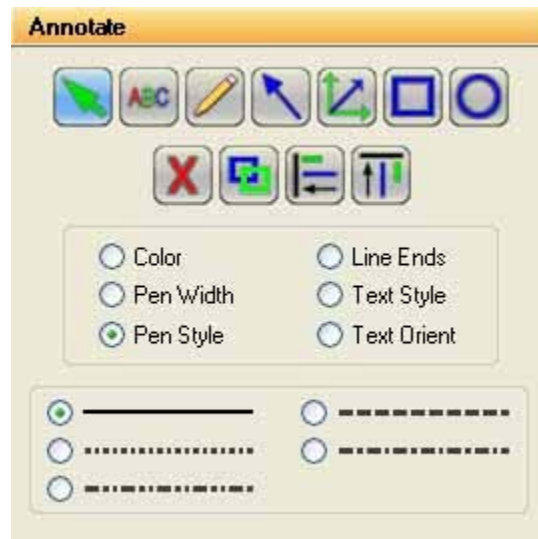 Annotate
ABC
Color
Line Ends
Pen Width
Text Style
Pen Style
Text Orient